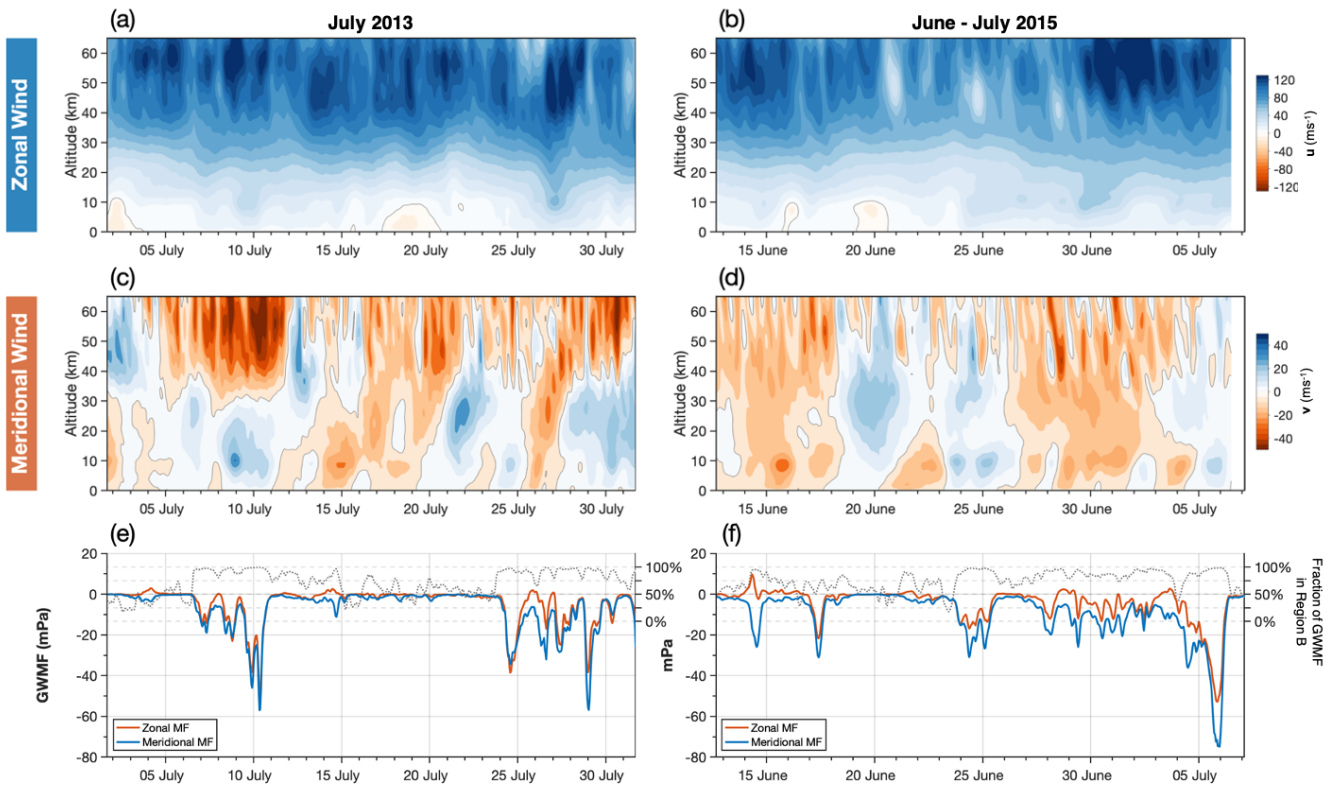 (a) July 2013
(b) June - July 2015
Zonal Wind
Altitude (km)
60
50
40
30
20
10
0
05 July 10 July 15 July 20 July 25 July 30 July
Altitude (km)
60
50
40
30
20
10
0
15 June 20 June 25 June 30 June 05 July
120
80
40
0
-40
-80
-120
u (ms-1)
(c)
(d)
Meridional Wind
Altitude (km)
60
50
40
30
20
10
0
05 July 10 July 15 July 20 July 25 July 30 July
Altitude (km)
60
50
40
30
20
10
0
15 June 20 June 25 June 30 June 05 July
40
20
0
-20
-40
v (ms-1)
(e)
(f)
GWMF (mPa)
20
0
-20
-40
-60
-80
100%
50%
0%
Zonal MF
Meridional MF
05 July 10 July 15 July 20 July 25 July 30 July
mPa
20
0
-20
-40
-60
-80
100%
50%
0%
Fraction of GWMF
in Region B
Zonal MF
Meridional MF
15 June 20 June 25 June 30 June 05 July